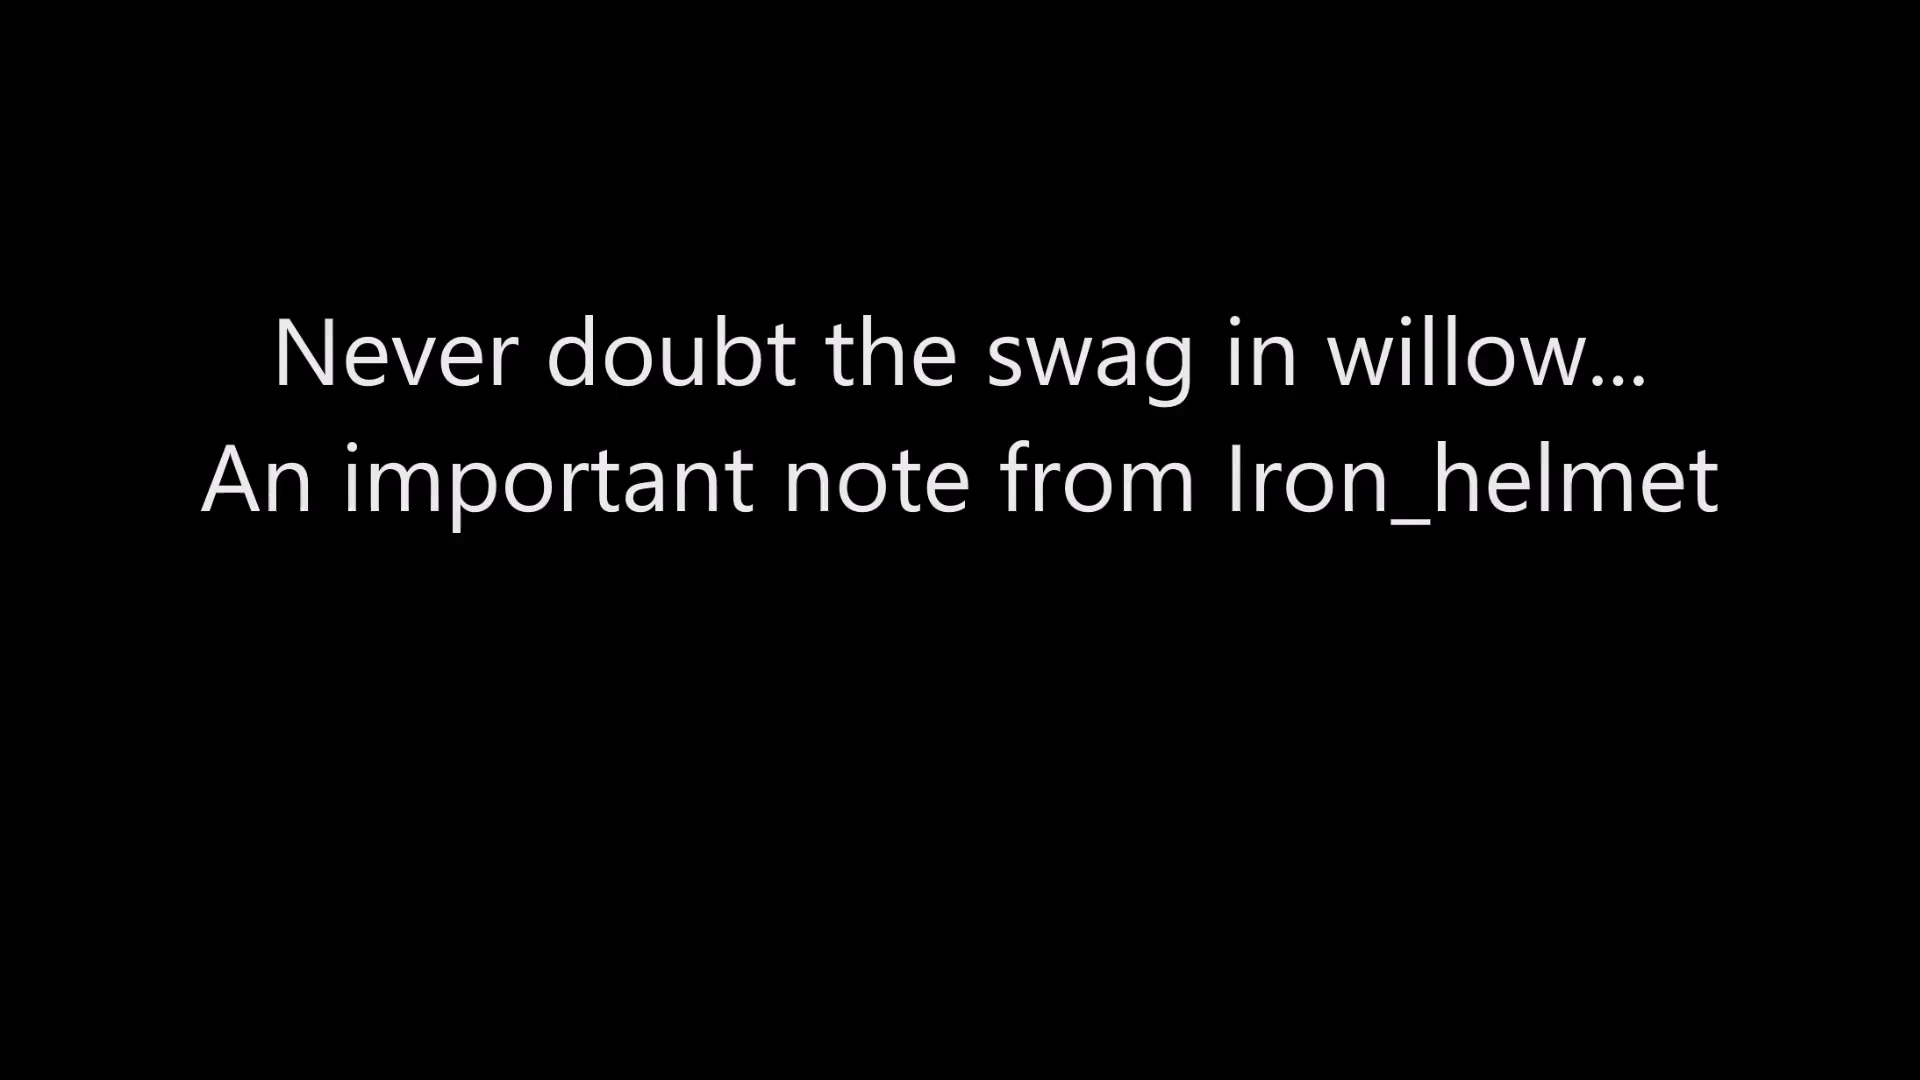 Never doubt the swag in willow...
An important note from Iron_helmet